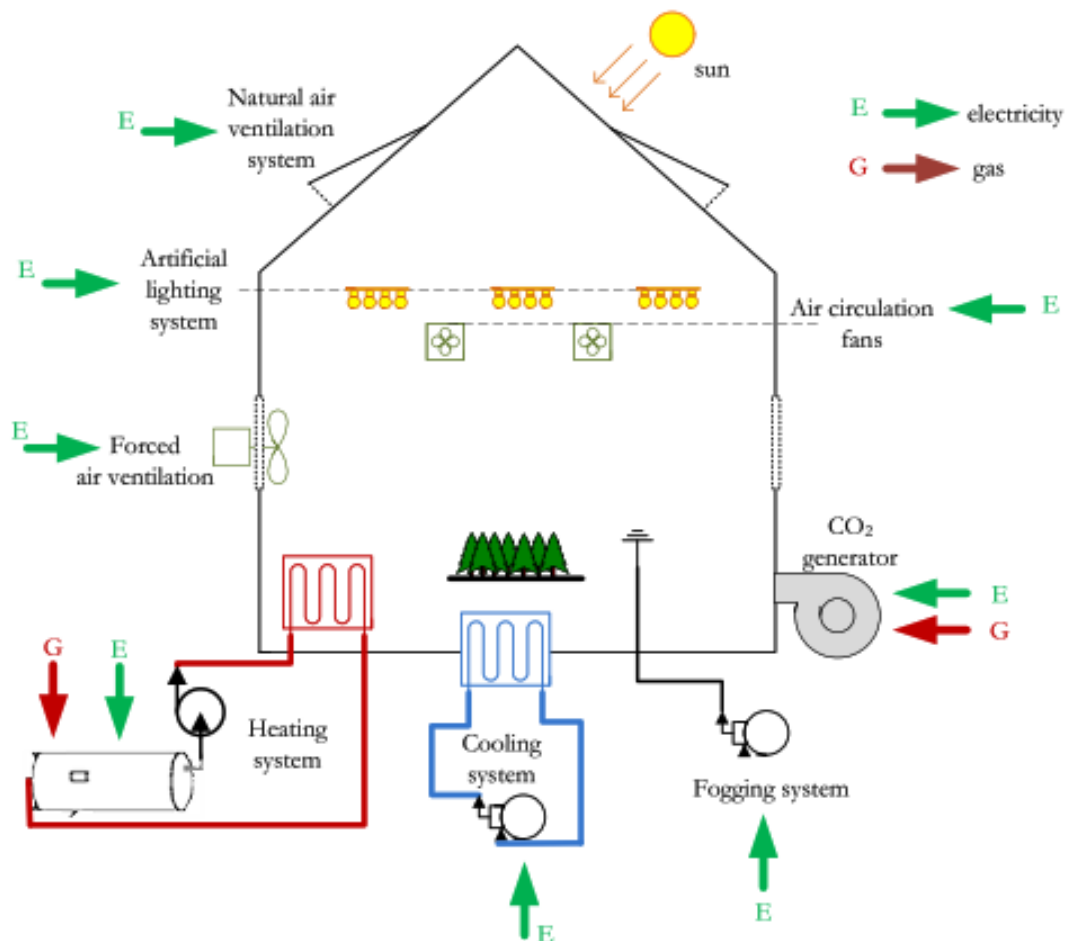 sun
E
electricity
G
gas
E
Natural air
ventilation
system
E
Artificial
lighting
system
Air circulation
fans
E
E
Forced
air ventilation
CO₂
generator
E
G
G
E
Heating
system
Cooling
system
Fogging system
E
E